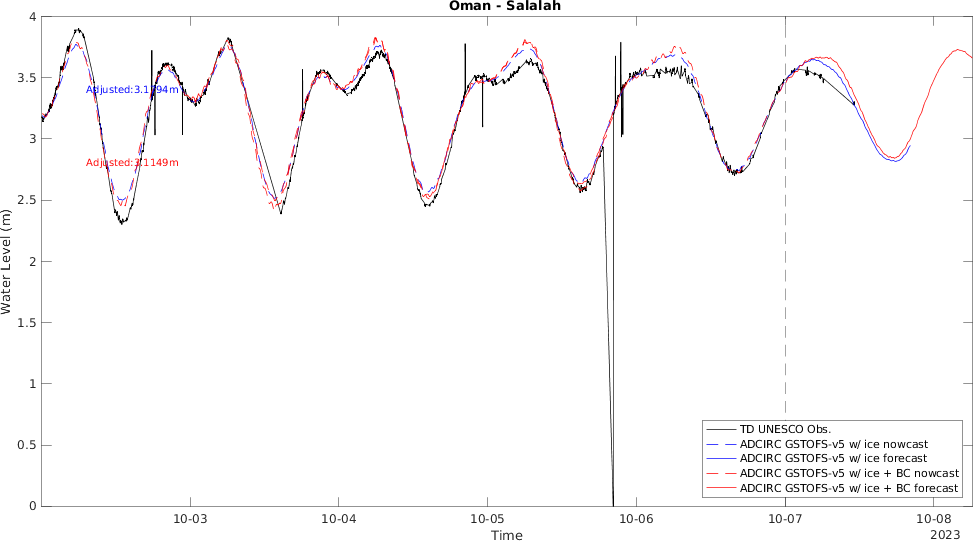 Oman - Salalah
4
3.5
3
2.5
2
1.5
1
0.5
0
Water Level (m)
Adjusted:3.1794m
Adjusted:3.1149m
TD UNESCO Obs.
ADCIRC GSTOFS-v5 w/ ice nowcast
ADCIRC GSTOFS-v5 w/ ice forecast
ADCIRC GSTOFS-v5 w/ ice + BC nowcast
ADCIRC GSTOFS-v5 w/ ice + BC forecast
10-03 10-04 10-05 10-06 10-07 10-08
Time
2023